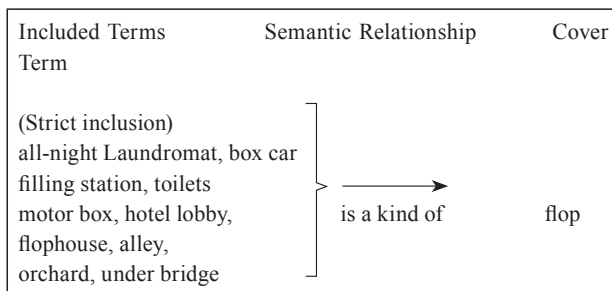 Included Terms Semantic Relationship Cover
Term
(Strict inclusion)
all-night Laundromat, box car
filling station, toilets
motor box, hotel lobby, is a kind of flop
flophouse, alley,
orchard, under bridge